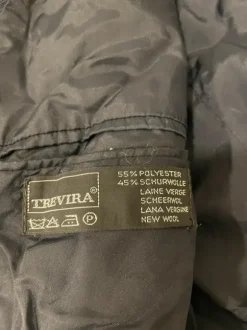 TREVIRA®
55% POLYESTER
45% SCHURWOLLE
LAINE VIERGE
SCHEERWOL
LANA VERGINE
NEW WOOL
P